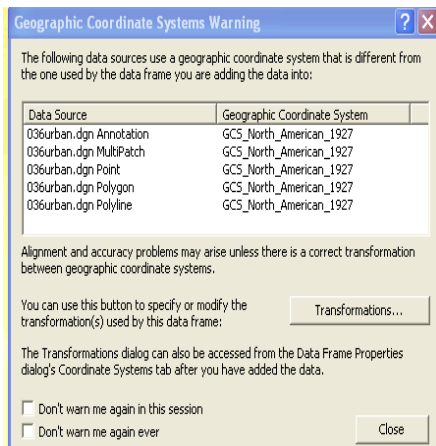 Geographic Coordinate Systems Warning
The following data sources use a geographic coordinate system that is different from
the one used by the data frame you are adding the data into:
Data Source Geographic Coordinate System
036urban.dgn Annotation GCS_North_American_1927
036urban.dgn MultiPatch GCS_North_American_1927
036urban.dgn Point GCS_North_American_1927
036urban.dgn Polygon GCS_North_American_1927
036urban.dgn Polyline GCS_North_American_1927
Alignment and accuracy problems may arise unless there is a correct transformation
between geographic coordinate systems.
You can use this button to specify or modify the
transformation(s) used by this data frame:
Transformations...
The Transformations dialog can also be accessed from the Data Frame Properties
dialog's Coordinate Systems tab after you have added the data.
Don't warn me again in this session
Don't warn me again ever
Close